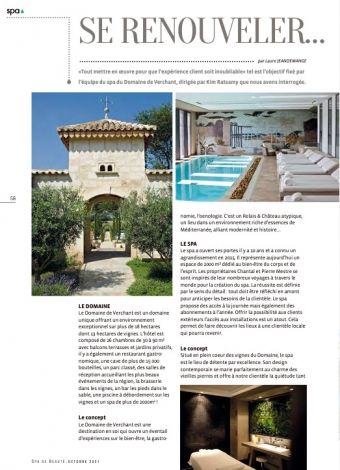 spa
SE RENOUVELER...
par Laure JEANDEMANGE
«Tout mettre en œuvre pour que l'expérience client soit inoubliable» tel est l'objectif fixé par
l'équipe du spa du Domaine de Verchant, dirigée par Kim Ratsamy que nous avons interrogée.
58
LE DOMAINE
Le Domaine de Verchant est un domaine
unique offrant un environnement
exceptionnel sur plus de 18 hectares
dont 13 hectares de vignes. L'hôtel est
composé de 26 chambres de 30 à 90 m²
avec balcons terrasses et jardins privatifs,
il y a également un restaurant gastro-
nomique, une cave de plus de 15 000
bouteilles, un parc classé, des salles de
réception accueillant les plus beaux
événements de la région, la brasserie
dans les vignes, un bar les pieds dans le
sable, une piscine à débordement sur les
vignes et un spa de plus de 2000m² !
Le concept
Le Domaine de Verchant est une
destination en soi qui ouvre un éventail
d'expériences sur le bien-être, la gastro-
nomie, l'oenologie. C'est un Relais & Château atypique,
un lieu dans un environnement riche d'essences de
Méditerranée, alliant modernité et histoire...
LE SPA
Le spa a ouvert ses portes il y a 10 ans et a connu un
agrandissement en 2015. Il représente aujourd'hui un
espace de 2000 m² dédié au bien-être du corps et de
l'esprit. Les propriétaires Chantal et Pierre Mestre se
sont inspirés de leur nombreux voyages à travers le
monde pour la création du spa. La réussite est définie
par le sens du détail : tout doit être réfléchi en amont
pour anticiper les besoins de la clientèle. Le spa
propose des accès à la journée mais également des
abonnements à l'année. Offrir la possibilité aux clients
extérieurs l'accès aux installations est un atout. Cela
permet de faire découvrir les lieux à une clientèle locale
qui pourra revenir.
Le concept
Situé en plein coeur des vignes du Domaine, le spa
est le lieu de détente par excellence. Son design
contemporain se marie parfaitement au charme des
vieilles pierres et offre à notre clientèle la quiétude tant
SPA DE BEAUTÉ OCTOBRE 2021